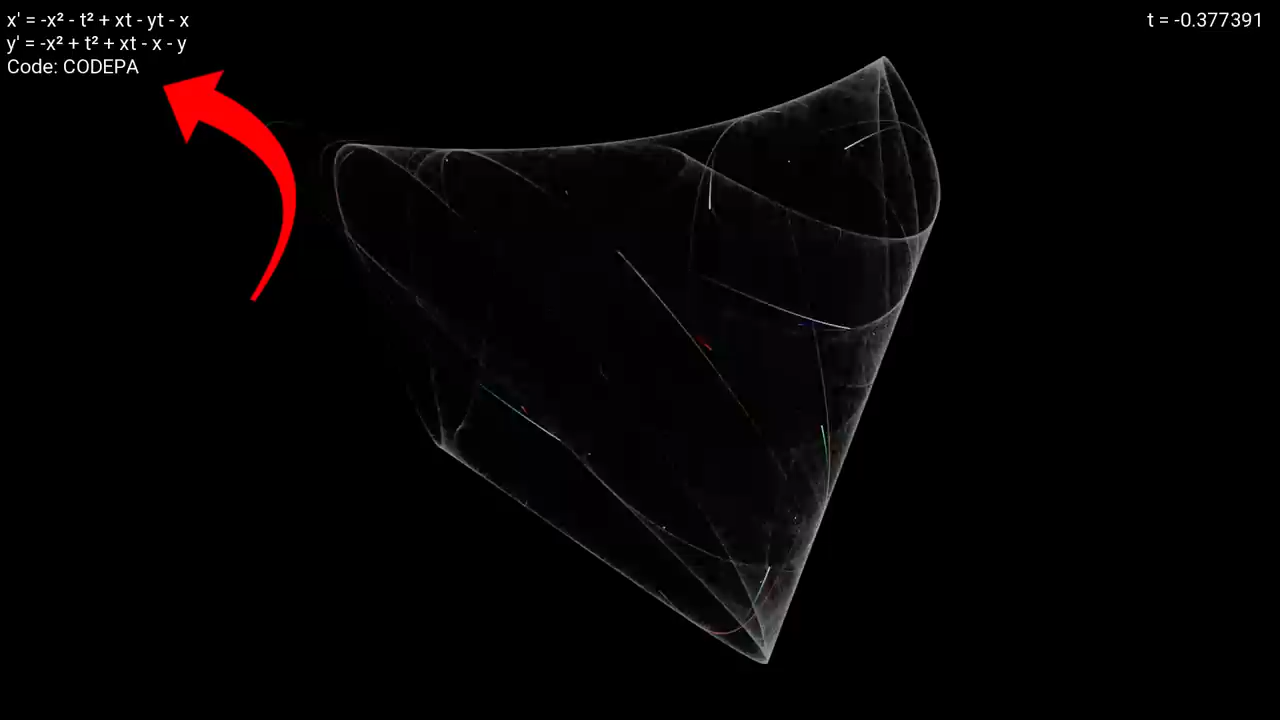 x' = -x² - t² + xt - yt - x
y' = -x² + t² + xt - x - y
Code: CODEPA
t = -0.377391